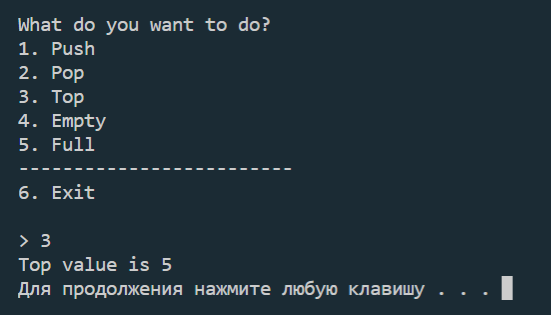 What do you want to do?
1. Push
2. Pop
3. Top
4. Empty
5. Full
-------------------------
6. Exit
> 3
Top value is 5
Для продолжения нажмите любую клавишу . . .